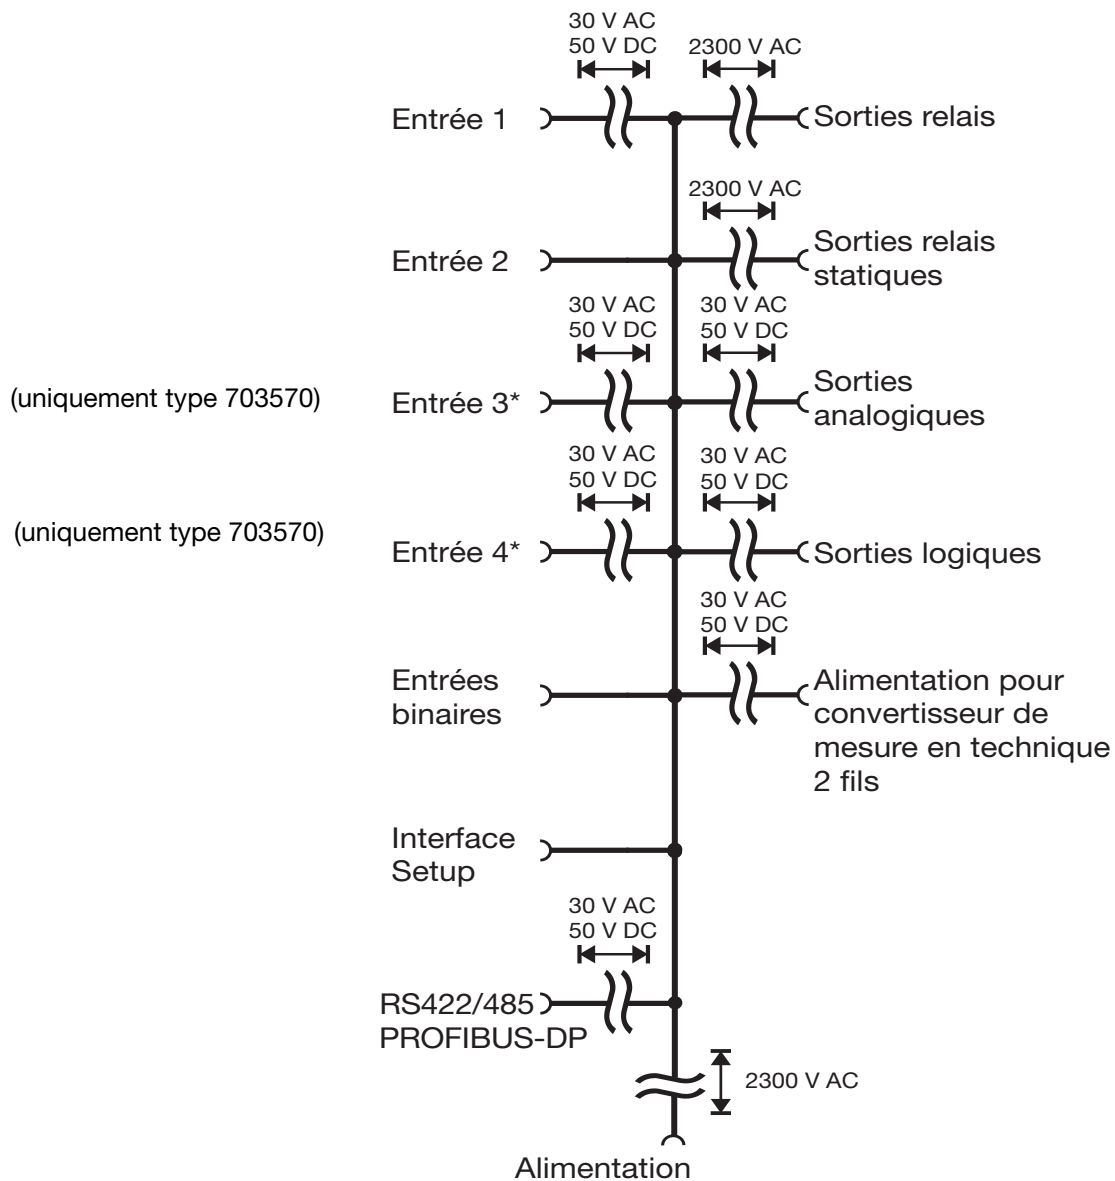 30 V AC
50 V DC
2300 V AC
Entrée 1
Sorties relais
2300 V AC
Entrée 2
Sorties relais
statiques
30 V AC
50 V DC
30 V AC
50 V DC
(uniquement type 703570)
Entrée 3*
Sorties
analogiques
30 V AC
50 V DC
30 V AC
50 V DC
(uniquement type 703570)
Entrée 4*
Sorties logiques
30 V AC
50 V DC
Entrées
binaires
Alimentation pour
convertisseur de
mesure en technique
2 fils
Interface
Setup
30 V AC
50 V DC
RS422/485
PROFIBUS-DP
2300 V AC
Alimentation